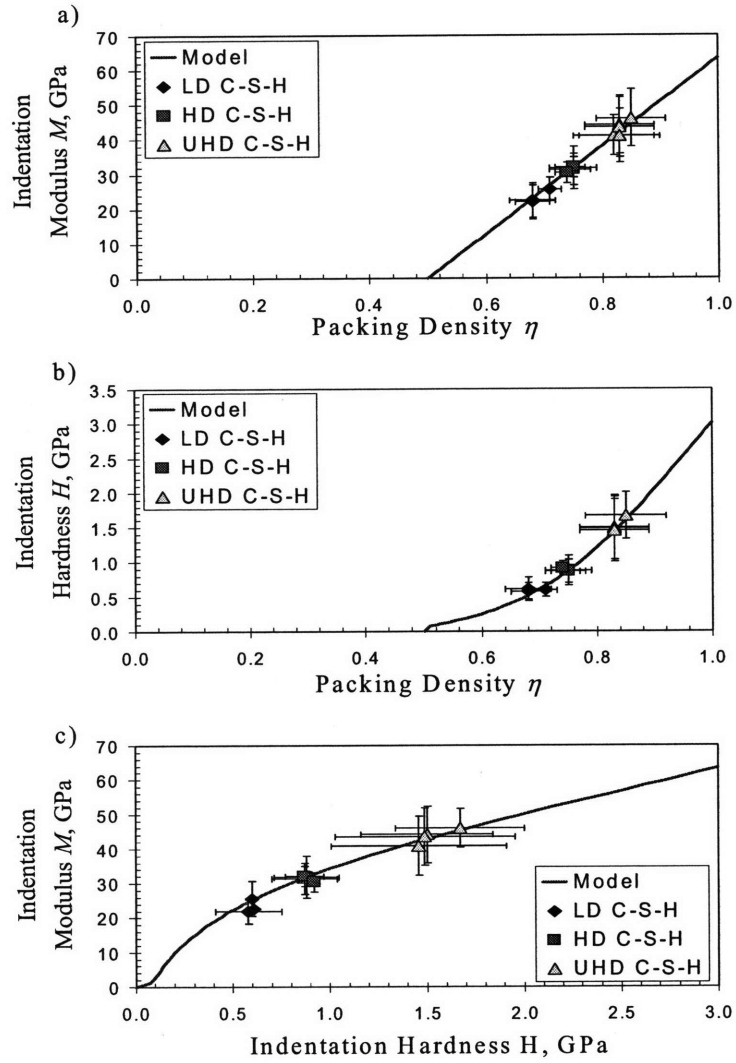 a)
70
60
50
40
30
20
10
0
Indentation
Modulus M, GPa
Model
LD C-S-H
HD C-S-H
UHD C-S-H
0.0 0.2 0.4 0.6 0.8 1.0
Packing Density η
b)
3.5
3.0
2.5
2.0
1.5
1.0
0.5
0.0
Indentation
Hardness H, GPa
Model
LD C-S-H
HD C-S-H
UHD C-S-H
0.0 0.2 0.4 0.6 0.8 1.0
Packing Density η
c)
70
60
50
40
30
20
10
0
Indentation
Modulus M, GPa
Model
LD C-S-H
HD C-S-H
UHD C-S-H
0.0 0.5 1.0 1.5 2.0 2.5 3.0
Indentation Hardness H, GPa